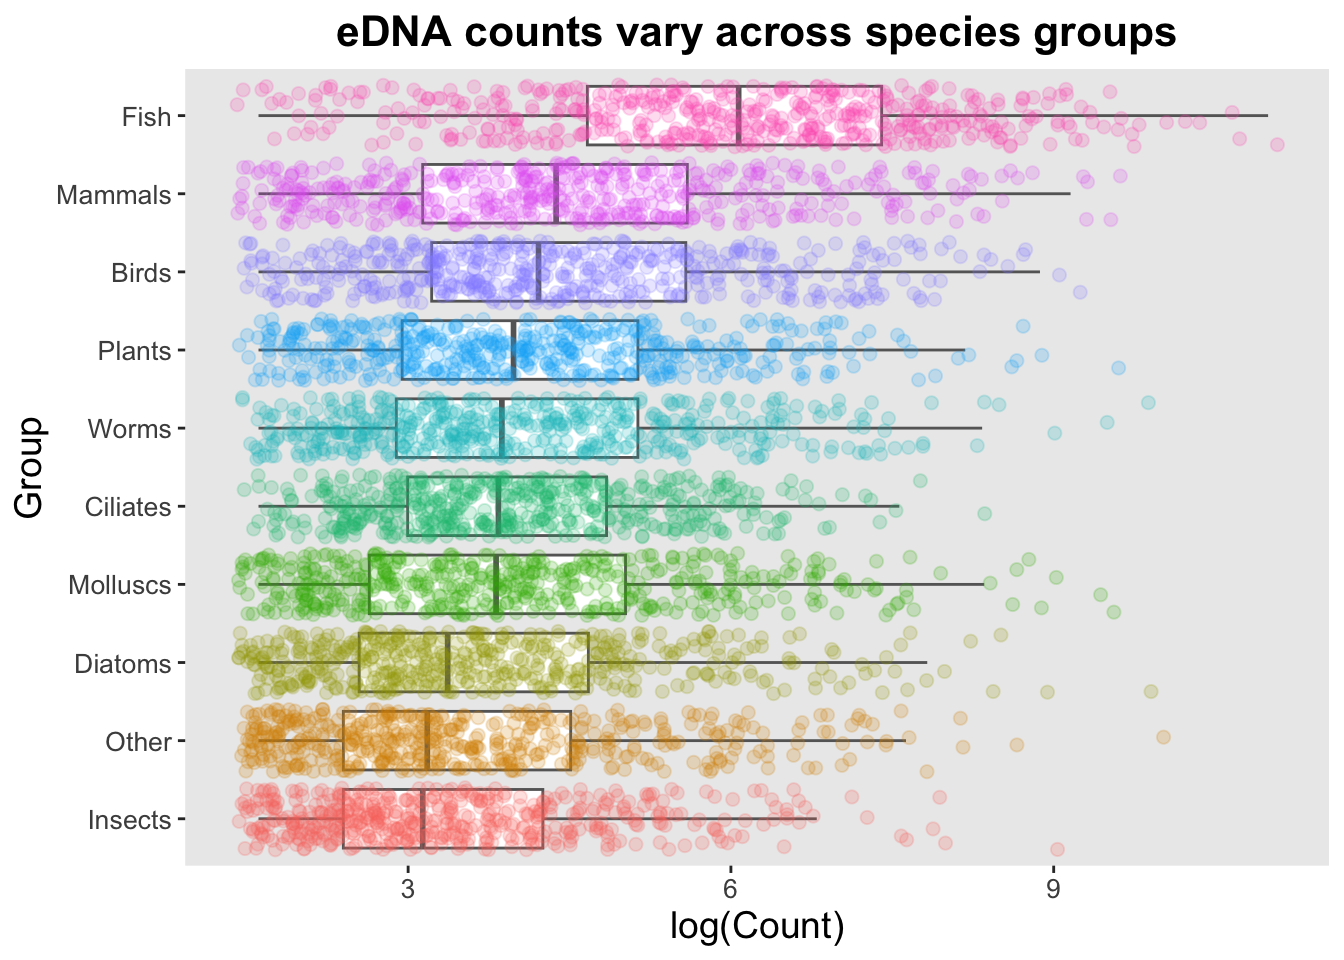 eDNA counts vary across species groups
Group
Fish
Mammals
Birds
Plants
Worms
Ciliates
Molluscs
Diatoms
Other
Insects
3 6 9
log(Count)